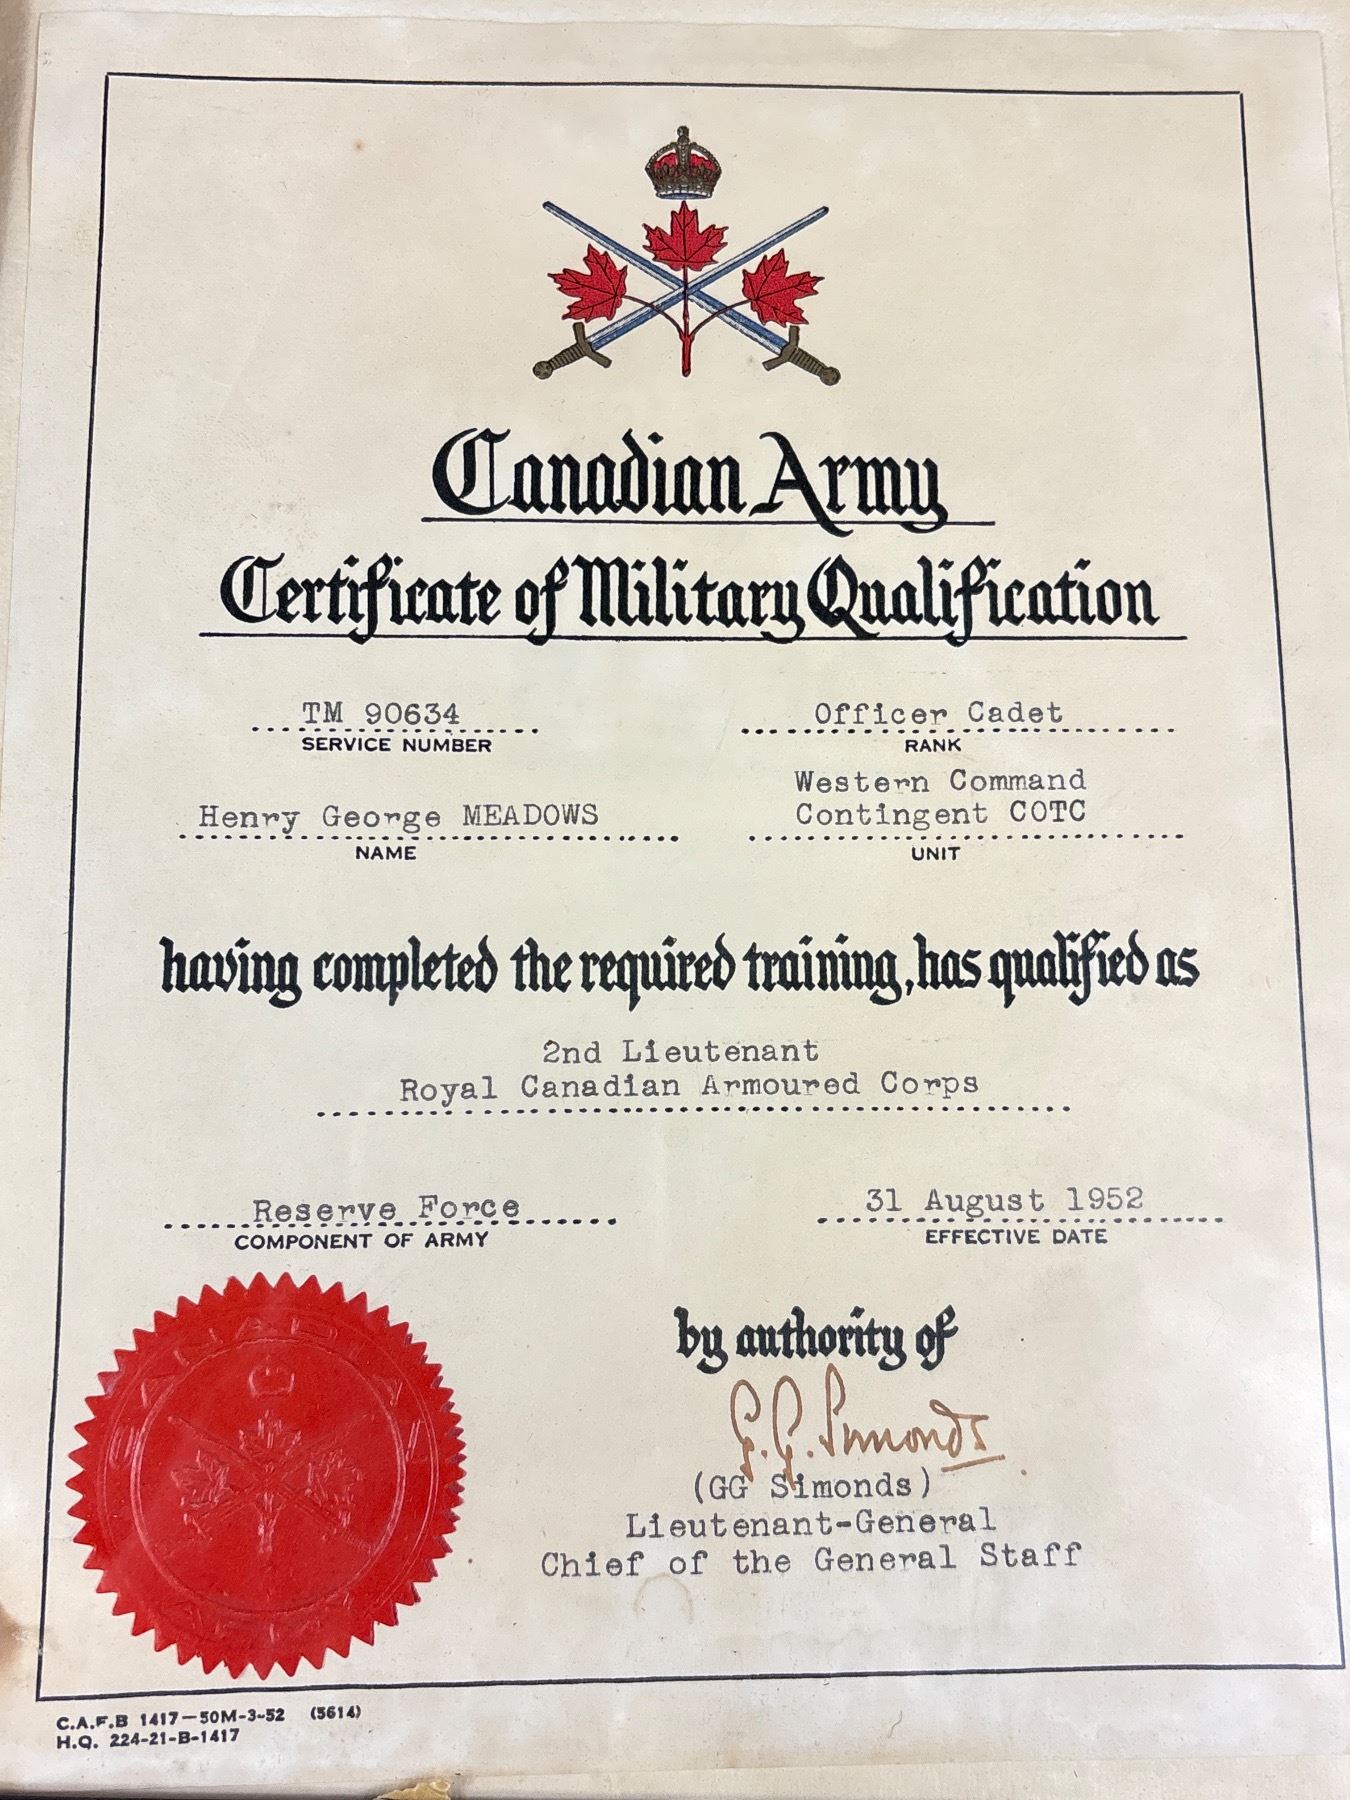 Canadian Army
Certificate of Military Qualification
TM 90634
SERVICE NUMBER
Officer Cadet
RANK
Henry George MEADOWS
NAME
Western Command
Contingent COTC
UNIT
having completed the required training, has qualified as
2nd Lieutenant
Royal Canadian Armoured Corps
Reserve Force
COMPONENT OF ARMY
31 August 1952
EFFECTIVE DATE
by authority of
G.G. Simonds
(GG Simonds)
Lieutenant-General
Chief of the General Staff
C.A.F.B 1417-50M-3-52 (5614)
H.Q. 224-21-B-1417